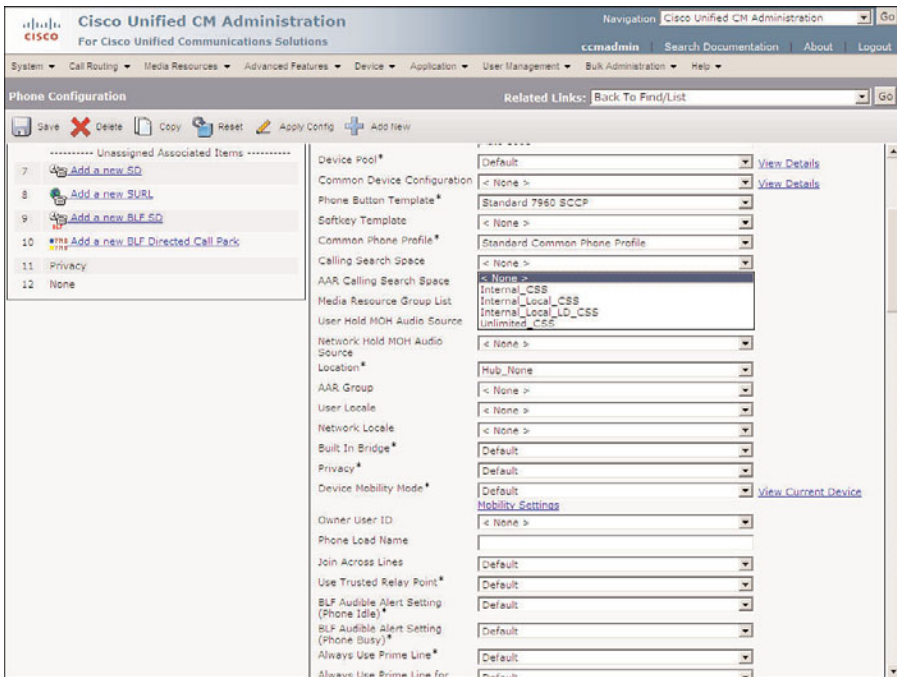 cisco
Cisco Unified CM Administration
For Cisco Unified Communications Solutions
Navigation Cisco Unified CM Administration Go
ccmadmin | Search Documentation | About | Logout
System Call Routing Media Resources Advanced Features Device Application User Management Bulk Administration Help
Phone Configuration
Related Links: Back To Find/List Go
Save Delete Copy Reset Apply Config Add New
---------- Unassigned Associated Items ----------
7 Add a new SD
8 Add a new SURL
9 Add a new BLF SD
10 Add a new BLF Directed Call Park
11 Privacy
12 None
Device Pool* Default View Details
Common Device Configuration < None > View Details
Phone Button Template* Standard 7960 SCCP
Softkey Template < None >
Common Phone Profile* Standard Common Phone Profile
Calling Search Space < None >
AAR Calling Search Space
Media Resource Group List
User Hold MOH Audio Source
< None >
Internal_CSS
Internal_Local_CSS
Internal_Local_LD_CSS
Unlimited_CSS
Network Hold MOH Audio
Source
< None >
Location* Hub_None
AAR Group < None >
User Locale < None >
Network Locale < None >
Built In Bridge* Default
Privacy* Default
Device Mobility Mode* Default View Current Device
Mobility Settings
Owner User ID < None >
Phone Load Name
Join Across Lines Default
Use Trusted Relay Point* Default
BLF Audible Alert Setting
(Phone Idle)*
Default
BLF Audible Alert Setting
(Phone Busy)*
Default
Always Use Prime Line* Default
Always Use Prime Line for
Default